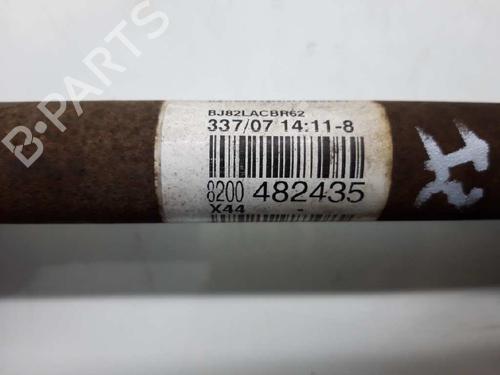 BJ82LACBR62
337/07 14:11-8
8200 482435
X44 -
B-PARTS